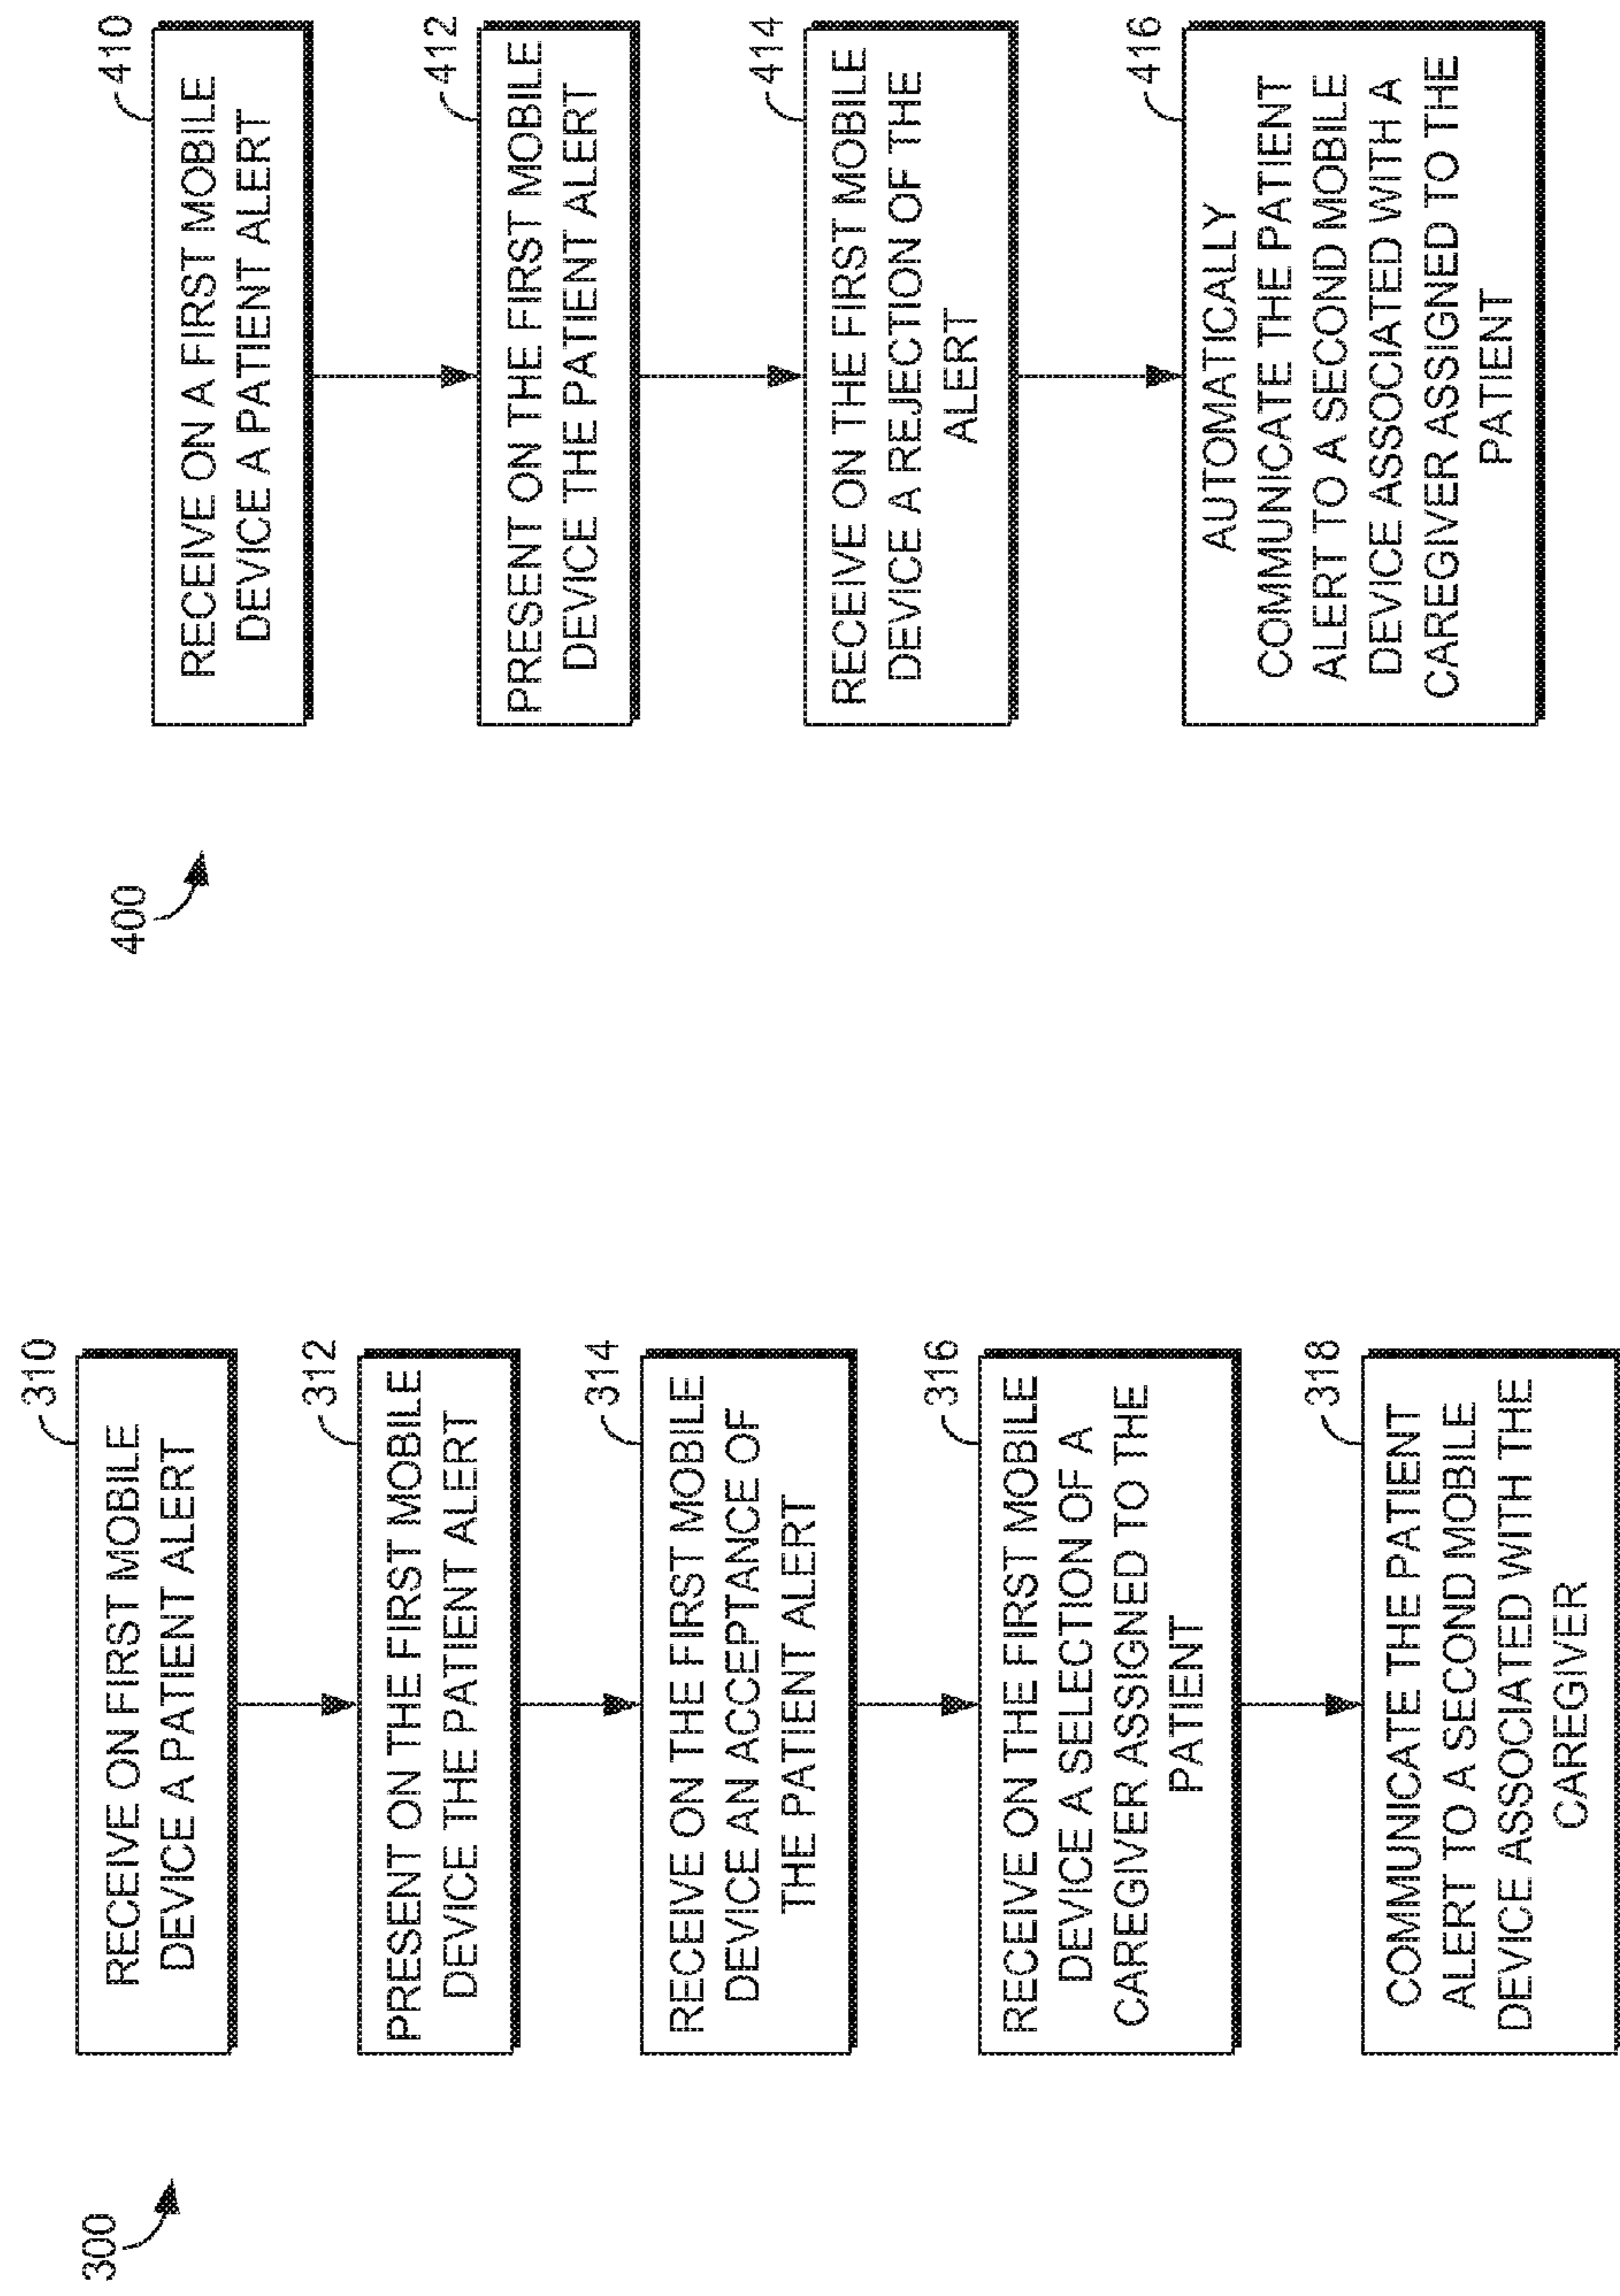 300
310
RECEIVE ON FIRST MOBILE
DEVICE A PATIENT ALERT
312
PRESENT ON THE FIRST MOBILE
DEVICE THE PATIENT ALERT
314
RECEIVE ON THE FIRST MOBILE
DEVICE AN ACCEPTANCE OF
THE PATIENT ALERT
316
RECEIVE ON THE FIRST MOBILE
DEVICE A SELECTION OF A
CAREGIVER ASSIGNED TO THE
PATIENT
318
COMMUNICATE THE PATIENT
ALERT TO A SECOND MOBILE
DEVICE ASSOCIATED WITH THE
CAREGIVER
400
410
RECEIVE ON A FIRST MOBILE
DEVICE A PATIENT ALERT
412
PRESENT ON THE FIRST MOBILE
DEVICE THE PATIENT ALERT
414
RECEIVE ON THE FIRST MOBILE
DEVICE A REJECTION OF THE
ALERT
416
AUTOMATICALLY
COMMUNICATE THE PATIENT
ALERT TO A SECOND MOBILE
DEVICE ASSOCIATED WITH A
CAREGIVER ASSIGNED TO THE
PATIENT